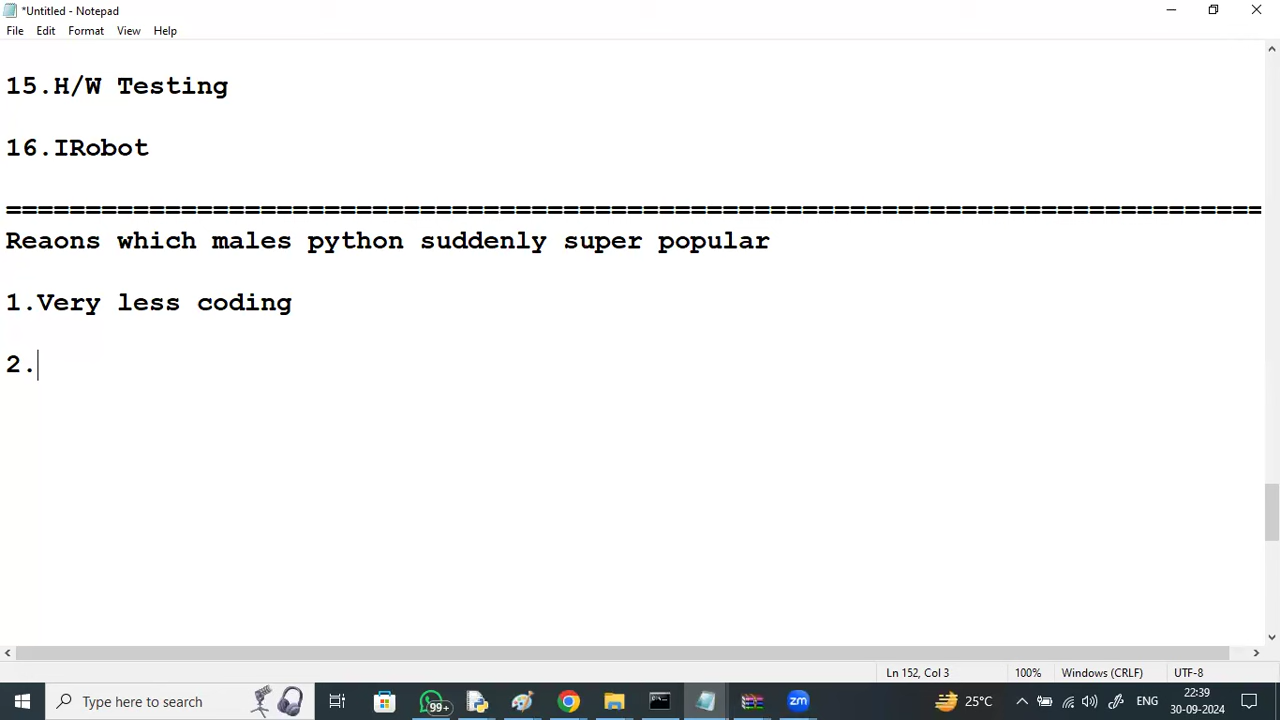 *Untitled - Notepad
File Edit Format View Help
15.H/W Testing
16.IRobot
================================================================================
Reaons which males python suddenly super popular
1.Very less coding
2.
Ln 152, Col 3 100% Windows (CRLF) UTF-8
Type here to search 99+ zm 25°C ENG 22:39
30-09-2024